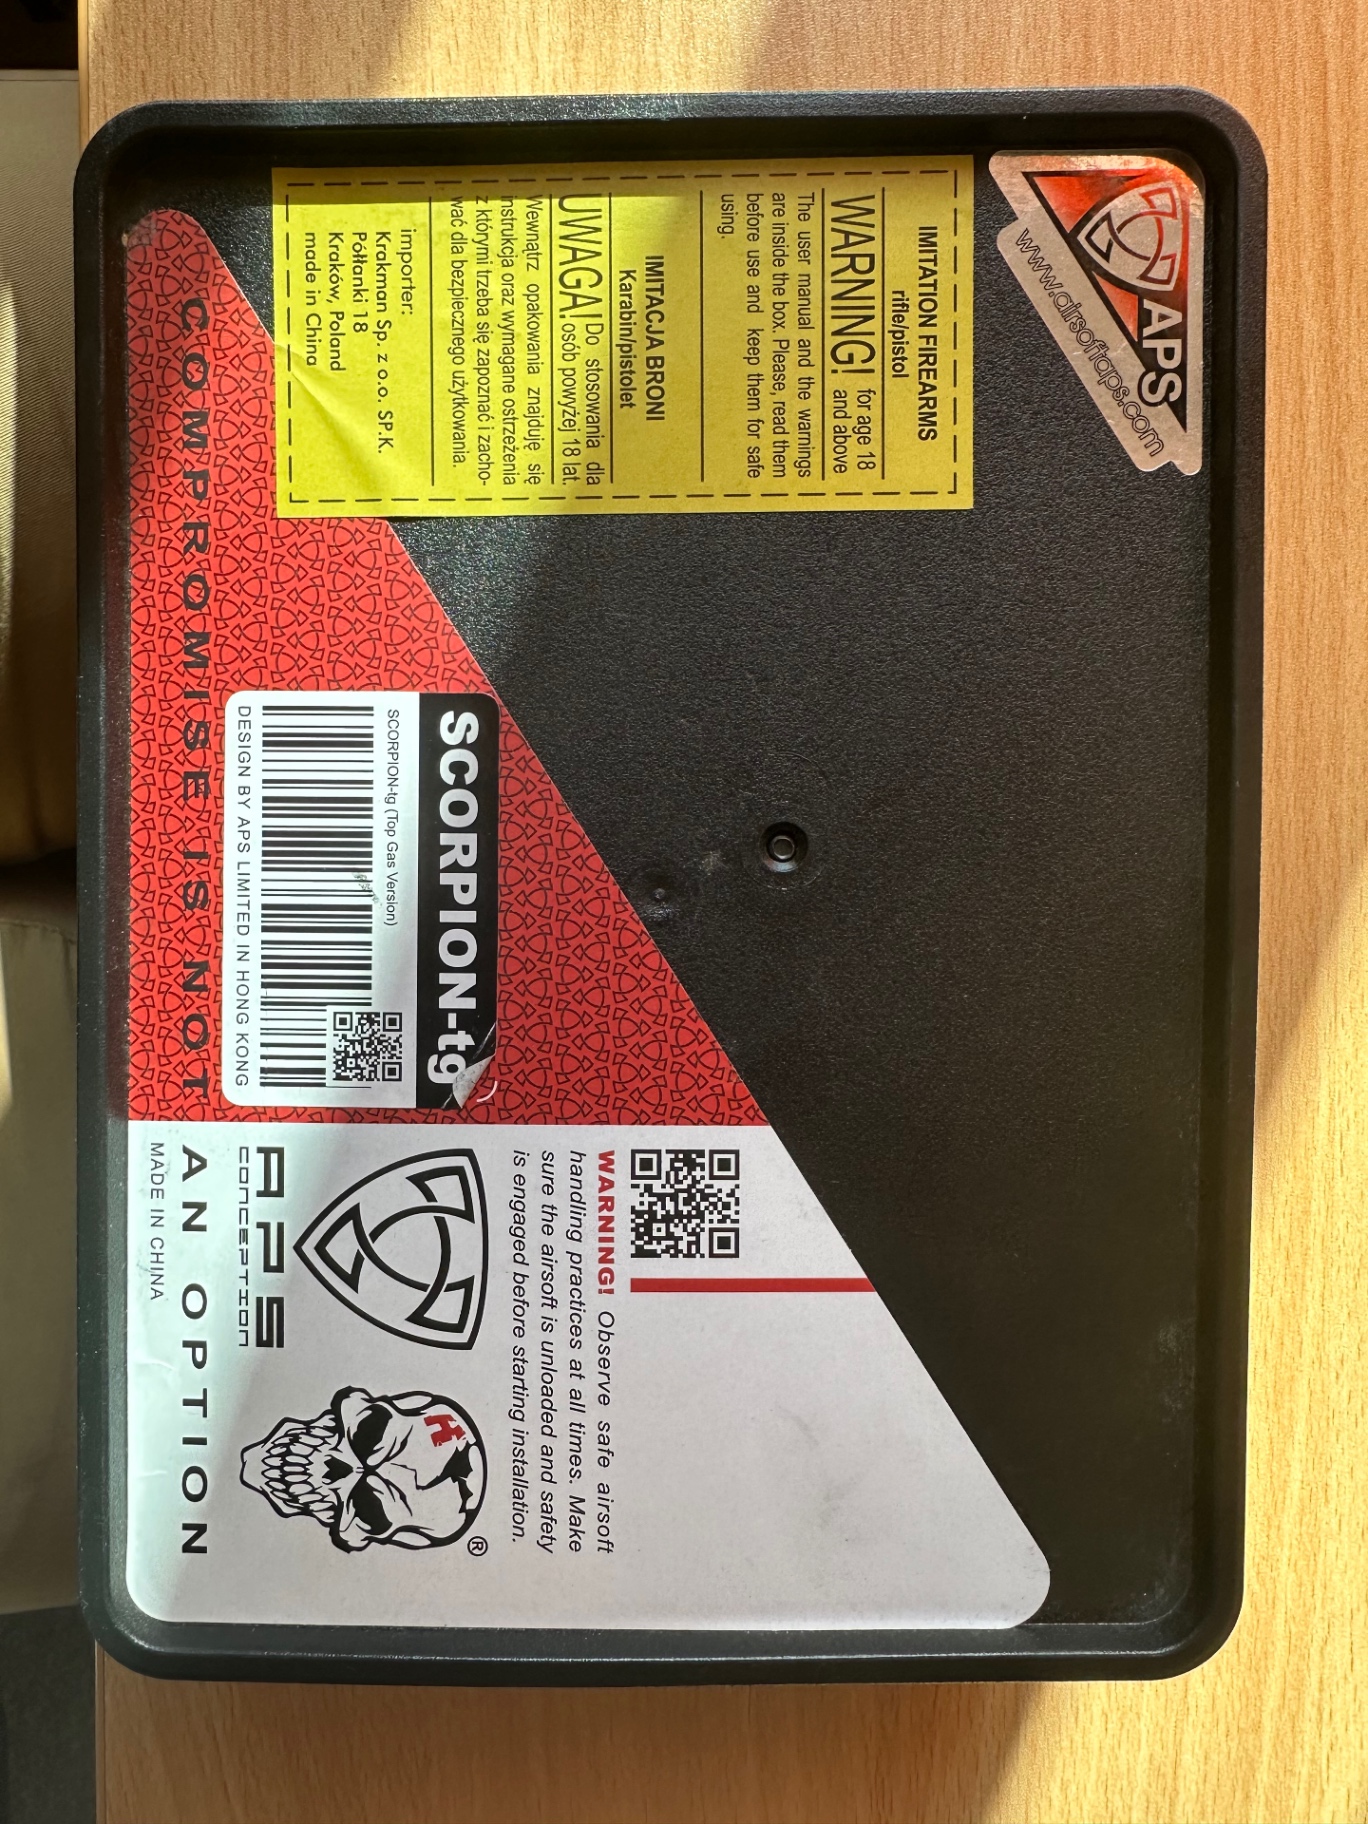 APS
www.airsoftaps.com
IMITATION FIREARMS
rifle/pistol
WARNING! for age 18
and above
The user manual and the warnings
are inside the box. Please, read them
before use and keep them for safe
using.
IMITACJA BRONI
Karabin/pistolet
UWAGA! Do stosowania dla
osób powyżej 18 lat.
Wewnątrz opakowania znajduje się
instrukcja oraz wymagane ostrzeżenia
z którymi trzeba się zapoznać i zacho-
wać dla bezpiecznego użytkowania.
importer:
Krakman Sp. z o.o. SP.K.
Półłanki 18
Kraków, Poland
made in China
SCORPION-tg
SCORPION-tg (Top Gas Version)
DESIGN BY APS LIMITED IN HONG KONG
WARNING! Observe safe airsoft
handling practices at all times. Make
sure the airsoft is unloaded and safety
is engaged before starting installation.
H
®
APS
CONCEPTION
COMPROMISE IS NOT AN OPTION
MADE IN CHINA